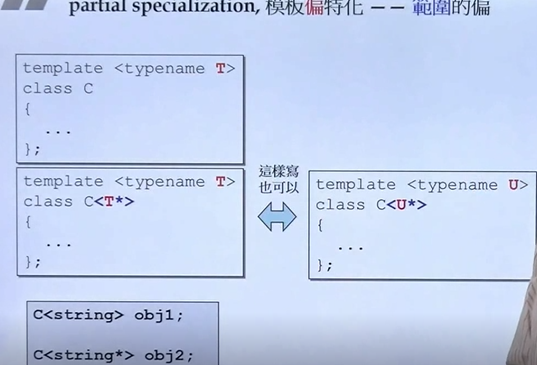 partial specialization, 模板偏特化 -- 範圍的偏
template <typename T>
class C
{
...
};
template <typename T>
class C<T*>
{
...
};
這樣寫
也可以
template <typename U>
class C<U*>
{
...
};
C<string> obj1;
C<string*> obj2;